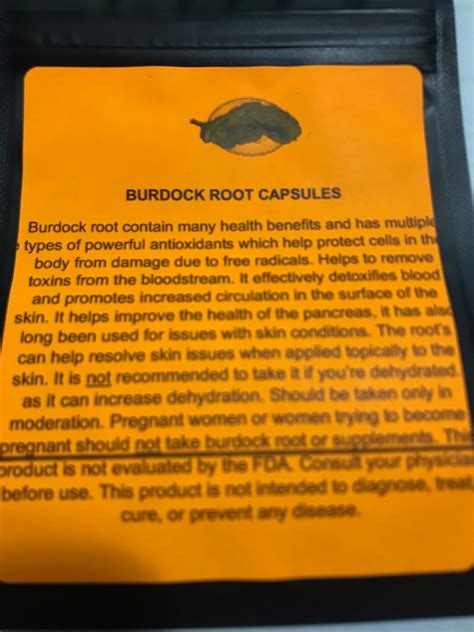 BURDOCK ROOT CAPSULES
Burdock root contain many health benefits and has multiple
types of powerful antioxidants which help protect cells in the
body from damage due to free radicals. Helps to remove
toxins from the bloodstream. It effectively detoxifies blood
and promotes increased circulation in the surface of the
skin. It helps improve the health of the pancreas, it has also
long been used for issues with skin conditions. The root's
can help resolve skin issues when applied topically to the
skin. It is not recommended to take it if you're dehydrated.
as it can increase dehydration. Should be taken only in
moderation. Pregnant women or women trying to become
pregnant should not take burdock root or supplements. This
product is not evaluated by the FDA. Consult your physician
before use. This product is not intended to diagnose, treat,
cure, or prevent any disease.